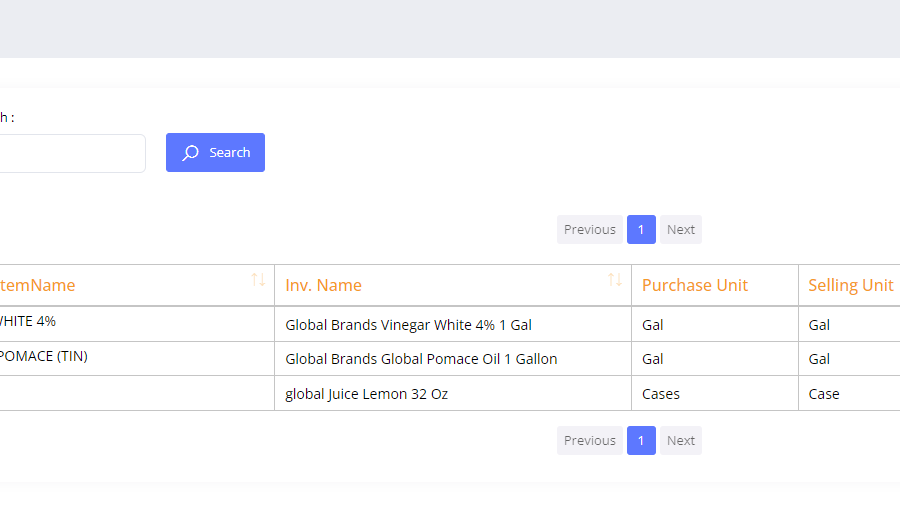 h :
Search
Previous 1 Next
temName Inv. Name Purchase Unit Selling Unit
WHITE 4% Global Brands Vinegar White 4% 1 Gal Gal Gal
POMACE (TIN) Global Brands Global Pomace Oil 1 Gallon Gal Gal
global Juice Lemon 32 Oz Cases Case
Previous 1 Next